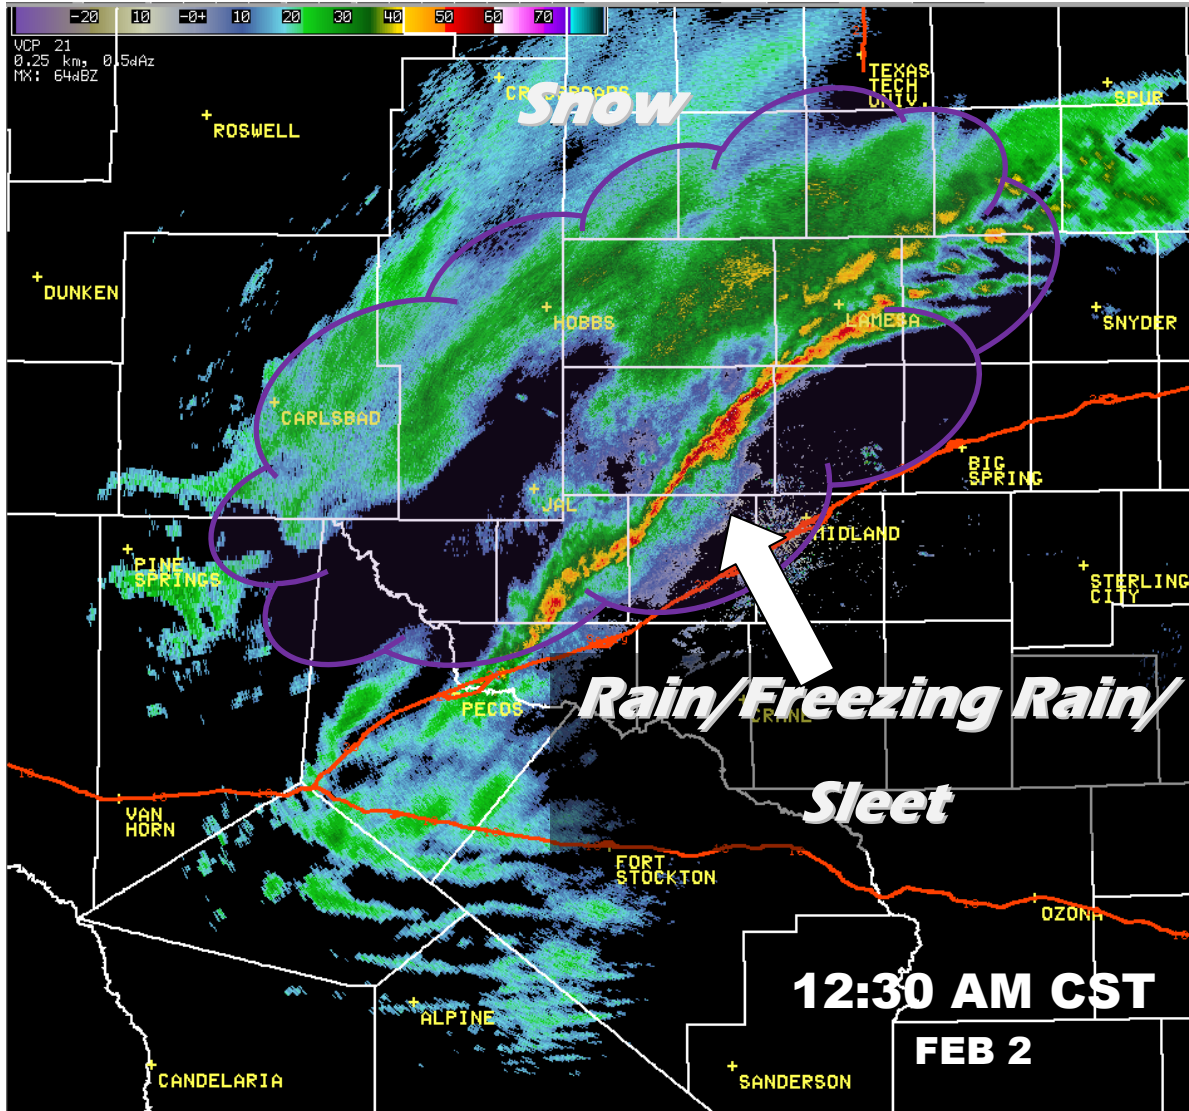 -20 10 -0+ 10 20 30 40 50 60 70
VCP 21
0.25 km, 0.5dAz
MX: 64dBZ
Snow
TEXAS
TECH
UNIV.
SPUR
ROSWELL
DUNKEN
HOBBS
LAMESA
SNYDER
CARLSBAD
BIG
SPRING
JAL
MIDLAND
PINE
SPRINGS
STERLING
CITY
Rain/Freezing Rain/
PECOS
Sleet
VAN
HORN
FORT
STOCKTON
OZONA
12:30 AM CST
ALPINE
FEB 2
CANDELARIA
SANDERSON